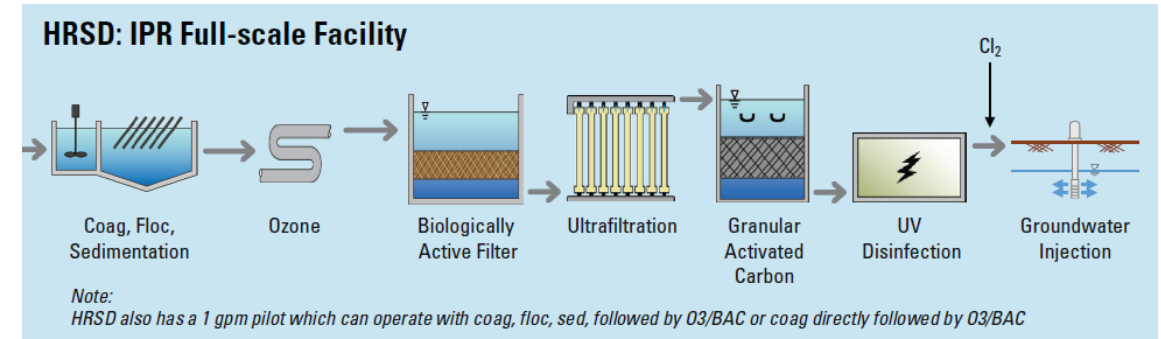 HRSD: IPR Full-scale Facility
Cl₂
Coag, Floc,
Sedimentation
Ozone
Biologically
Active Filter
Ultrafiltration
Granular
Activated
Carbon
UV
Disinfection
Groundwater
Injection
Note:
HRSD also has a 1 gpm pilot which can operate with coag, floc, sed, followed by O3/BAC or coag directly followed by O3/BAC